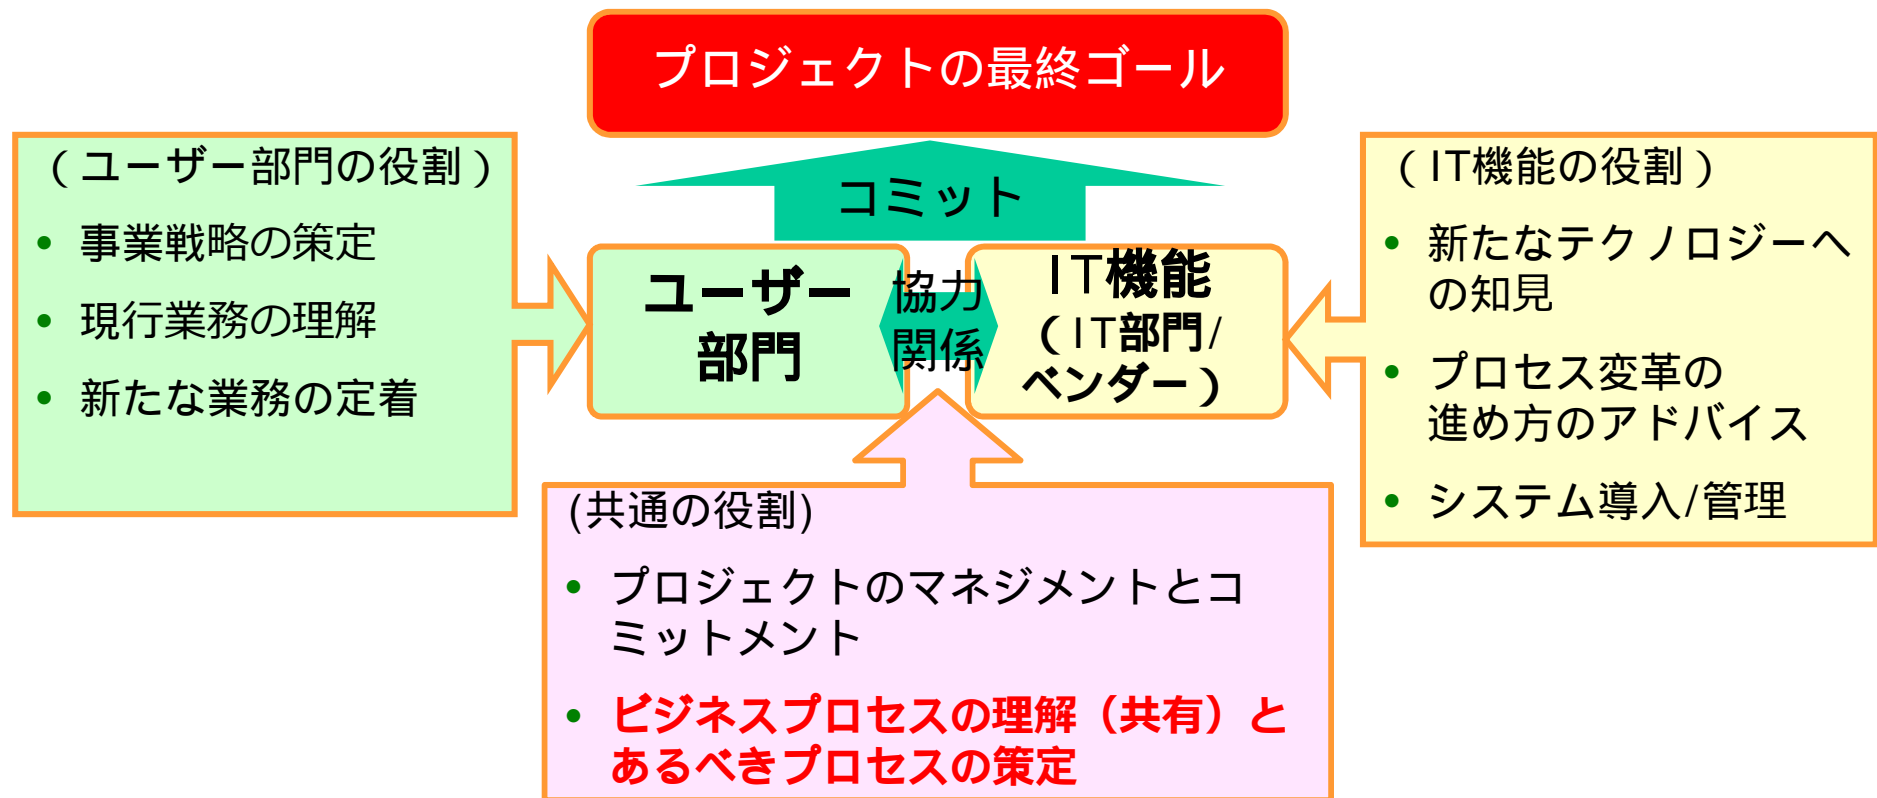 プロジェクトの最終ゴール
（ユーザー部門の役割）
• 事業戦略の策定
• 現行業務の理解
• 新たな業務の定着
コミット
ユーザー
部門
協力
関係
IT機能
（IT部門/
ベンダー）
（IT機能の役割）
• 新たなテクノロジーへ
の知見
• プロセス変革の
進め方のアドバイス
• システム導入/管理
(共通の役割)
• プロジェクトのマネジメントとコ
ミットメント
• ビジネスプロセスの理解（共有）と
あるべきプロセスの策定